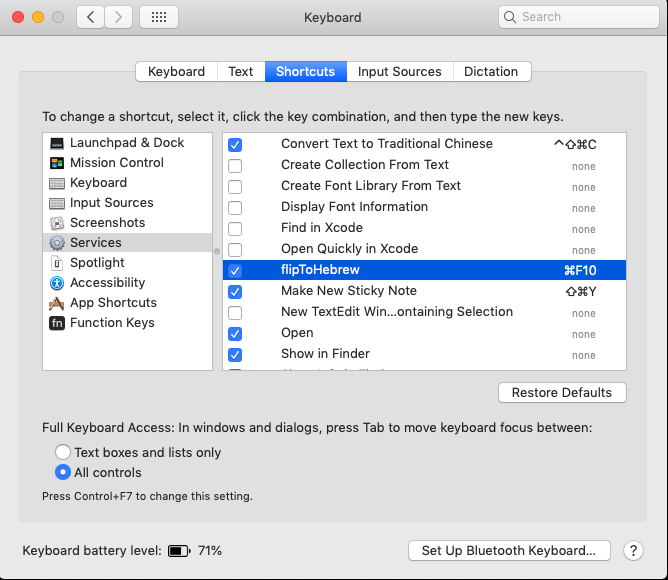 Keyboard
Search
Keyboard Text Shortcuts Input Sources Dictation
To change a shortcut, select it, click the key combination, and then type the new keys.
Launchpad & Dock
Mission Control
Keyboard
Input Sources
Screenshots
Services
Spotlight
Accessibility
App Shortcuts
fn Function Keys
Convert Text to Traditional Chinese ^⇧⌘C
Create Collection From Text none
Create Font Library From Text none
Display Font Information none
Find in Xcode none
Open Quickly in Xcode none
flipToHebrew ⌘F10
Make New Sticky Note ⇧⌘Y
New TextEdit Win...ontaining Selection none
Open none
Show in Finder none
Restore Defaults
Full Keyboard Access: In windows and dialogs, press Tab to move keyboard focus between:
Text boxes and lists only
All controls
Press Control+F7 to change this setting.
Keyboard battery level: 71%
Set Up Bluetooth Keyboard...
?